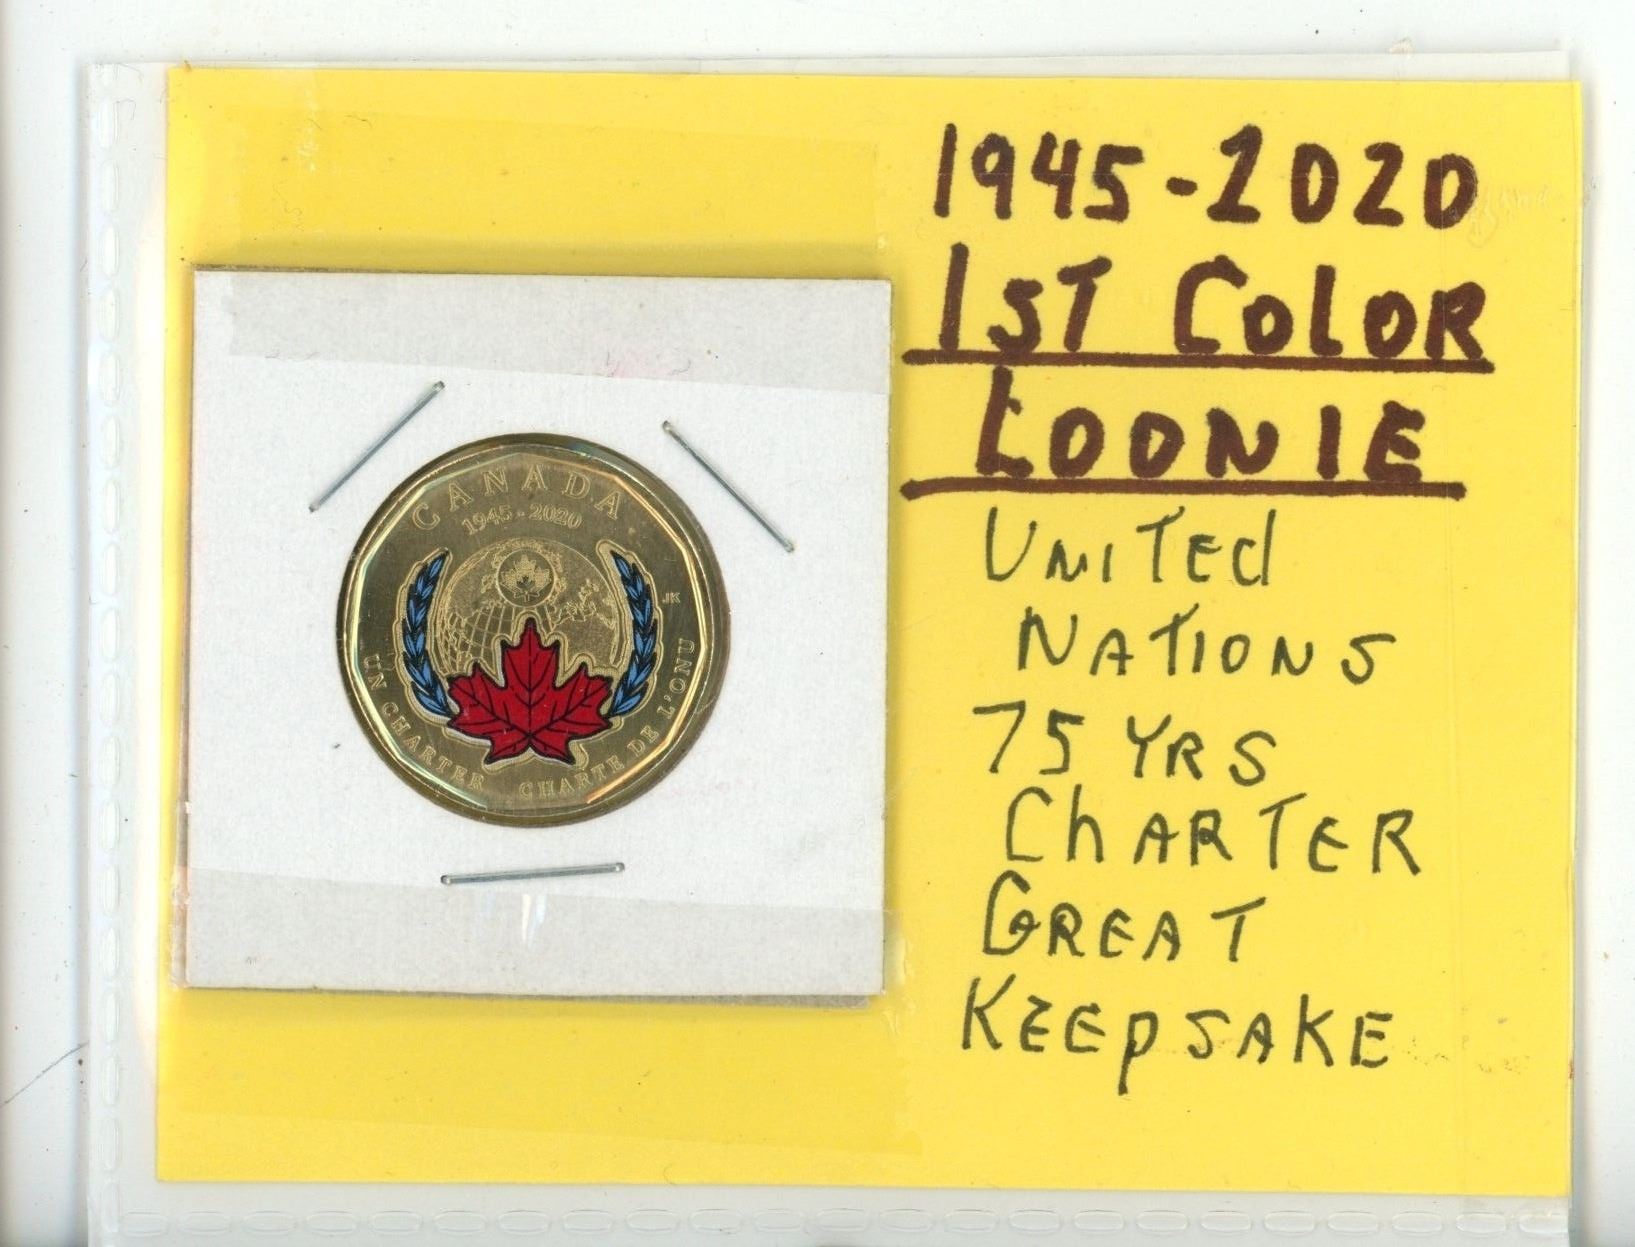 CANADA
1945-2020
JK
UN CHARTER CHARTE DE L'ONU
1945-2020
1ST COLOR
LOONIE
UNITEd
NATIONS
75 YRS
ChARTER
GREAT
KEEpSAKE